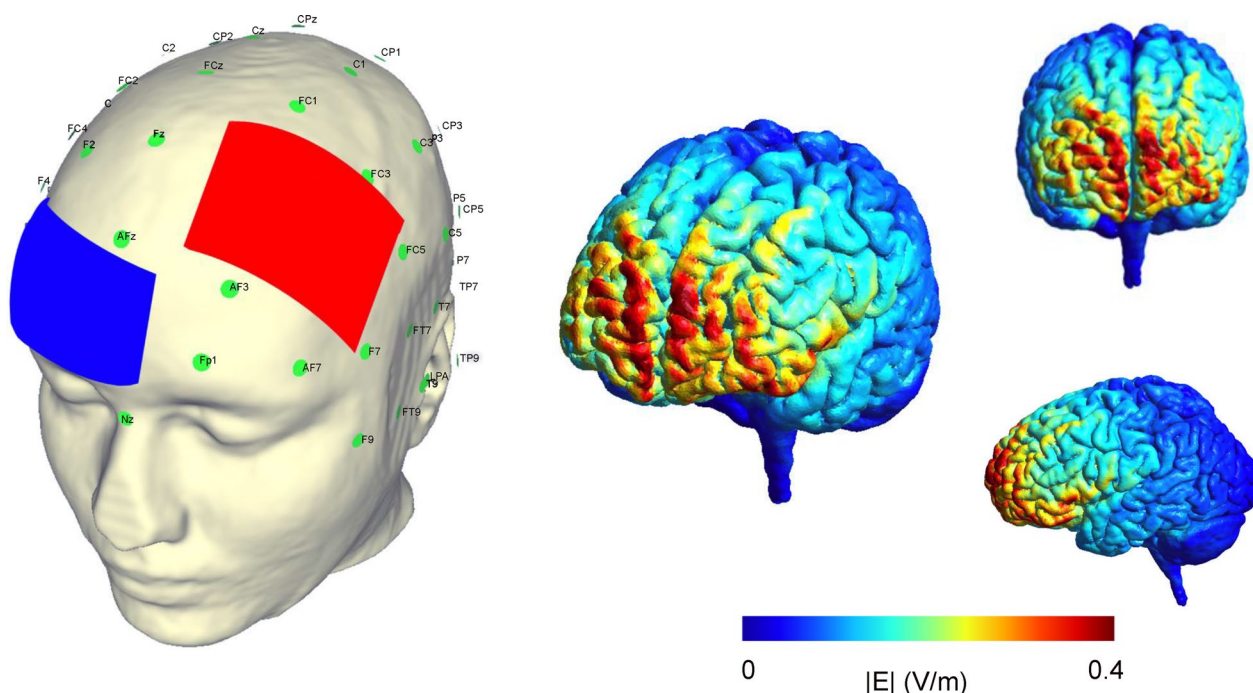 CPz
Cz
CP2
C2
CP1
FCz
C1
FC2
C
FC1
FC4
Fz
CP3
P3
F2
C3
FC3
F4
P5
CP5
AFz
C5
FC5
P7
AF3
TP7
T7
FT7
F7
Fp1
TP9
AF7
LPA
T9
FT9
Nz
F9
0
0.4
|E| (V/m)